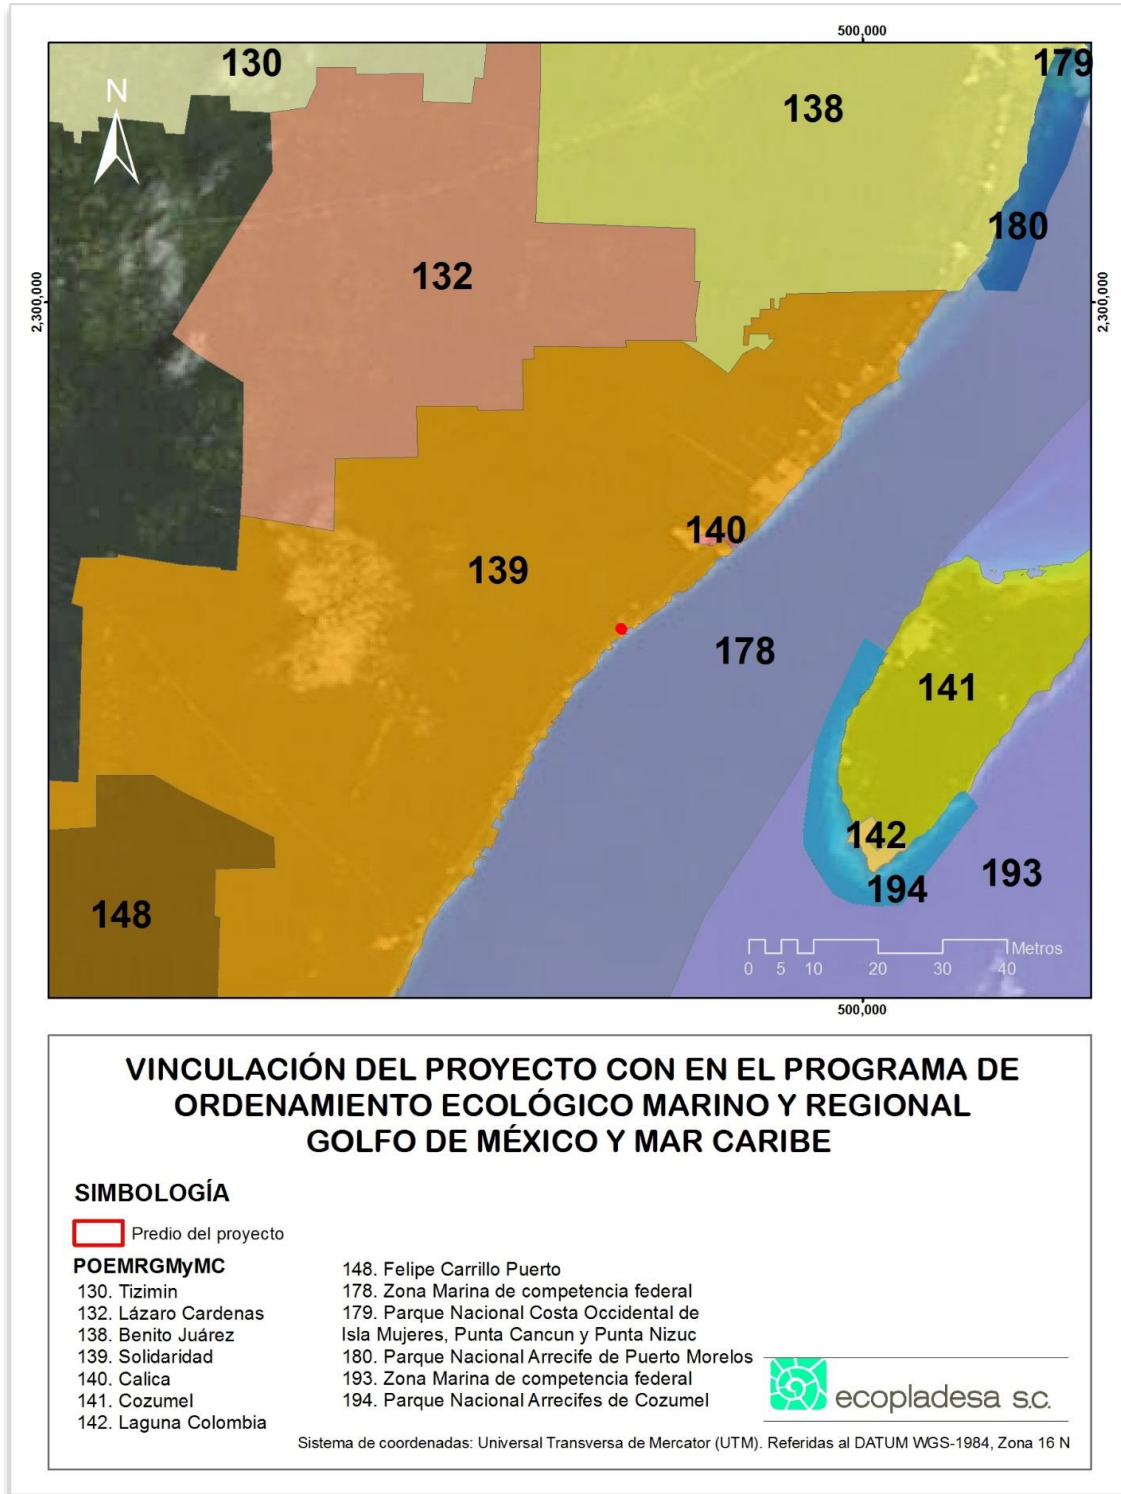 500,000
130
179
N
138
180
132
2,300,000
2,300,000
140
139
178
141
142
194
193
148
Metros
0 5 10 20 30 40
500,000
VINCULACIÓN DEL PROYECTO CON EN EL PROGRAMA DE
ORDENAMIENTO ECOLÓGICO MARINO Y REGIONAL
GOLFO DE MÉXICO Y MAR CARIBE
SIMBOLOGÍA
Predio del proyecto
POEMRGMyMC
130. Tizimin
132. Lázaro Cardenas
138. Benito Juárez
139. Solidaridad
140. Calica
141. Cozumel
142. Laguna Colombia
148. Felipe Carrillo Puerto
178. Zona Marina de competencia federal
179. Parque Nacional Costa Occidental de
Isla Mujeres, Punta Cancun y Punta Nizuc
180. Parque Nacional Arrecife de Puerto Morelos
193. Zona Marina de competencia federal
194. Parque Nacional Arrecifes de Cozumel
ecopladesa s.c.
Sistema de coordenadas: Universal Transversa de Mercator (UTM). Referidas al DATUM WGS-1984, Zona 16 N